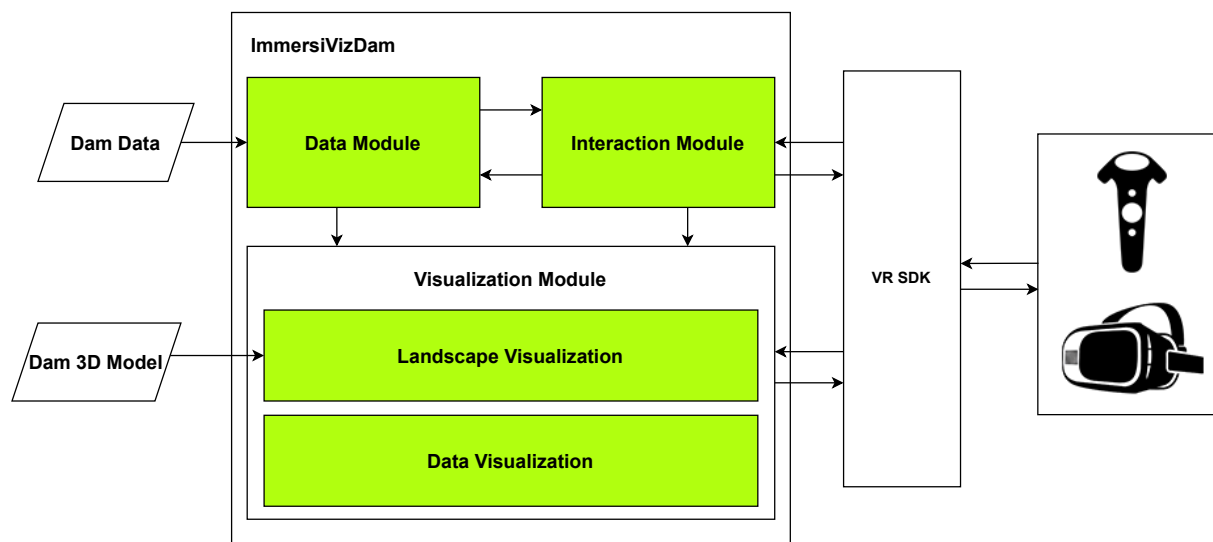 ImmersiVizDam
Dam Data
Data Module
Interaction Module
Visualization Module
VR SDK
Dam 3D Model
Landscape Visualization
Data Visualization